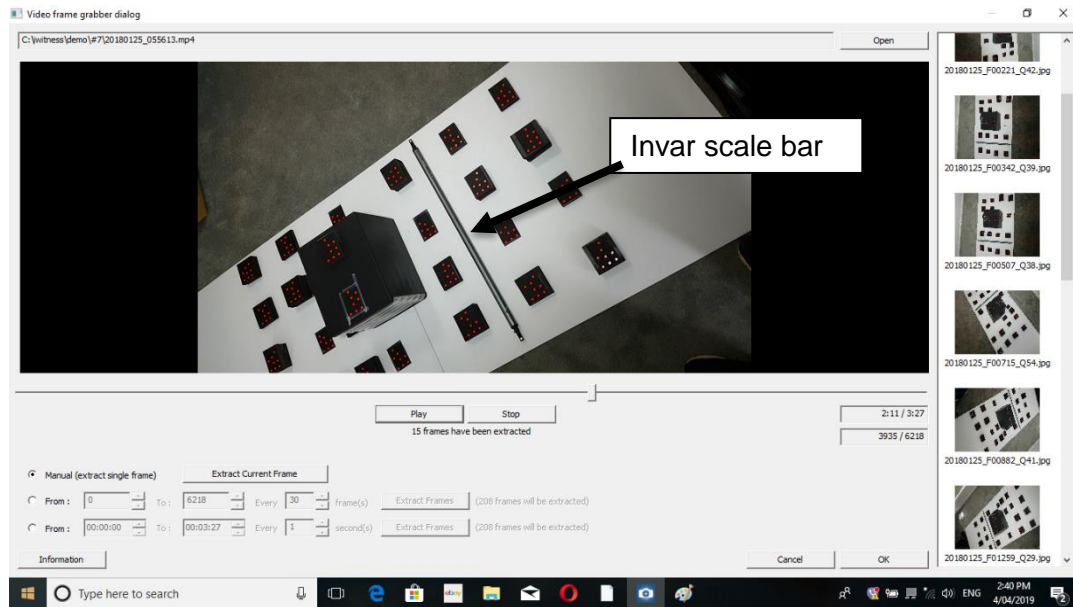 Video frame grabber dialog
C:\iwitness\demo\#7\20180125_055613.mp4
Open
20180125_F00221_Q42.jpg
Invar scale bar
20180125_F00342_Q39.jpg
20180125_F00507_Q38.jpg
20180125_F00715_Q54.jpg
Play Stop
2:11 / 3:27
15 frames have been extracted
3935 / 6218
20180125_F00882_Q41.jpg
Manual (extract single frame) Extract Current Frame
From : 0 To : 6218 Every 30 frame(s) Extract Frames (208 frames will be extracted)
From : 00:00:00 To : 00:03:27 Every 1 second(s) Extract Frames (208 frames will be extracted)
Information Cancel OK
20180125_F01259_Q29.jpg
Type here to search
ebay
ENG
2:40 PM
4/04/2019
2